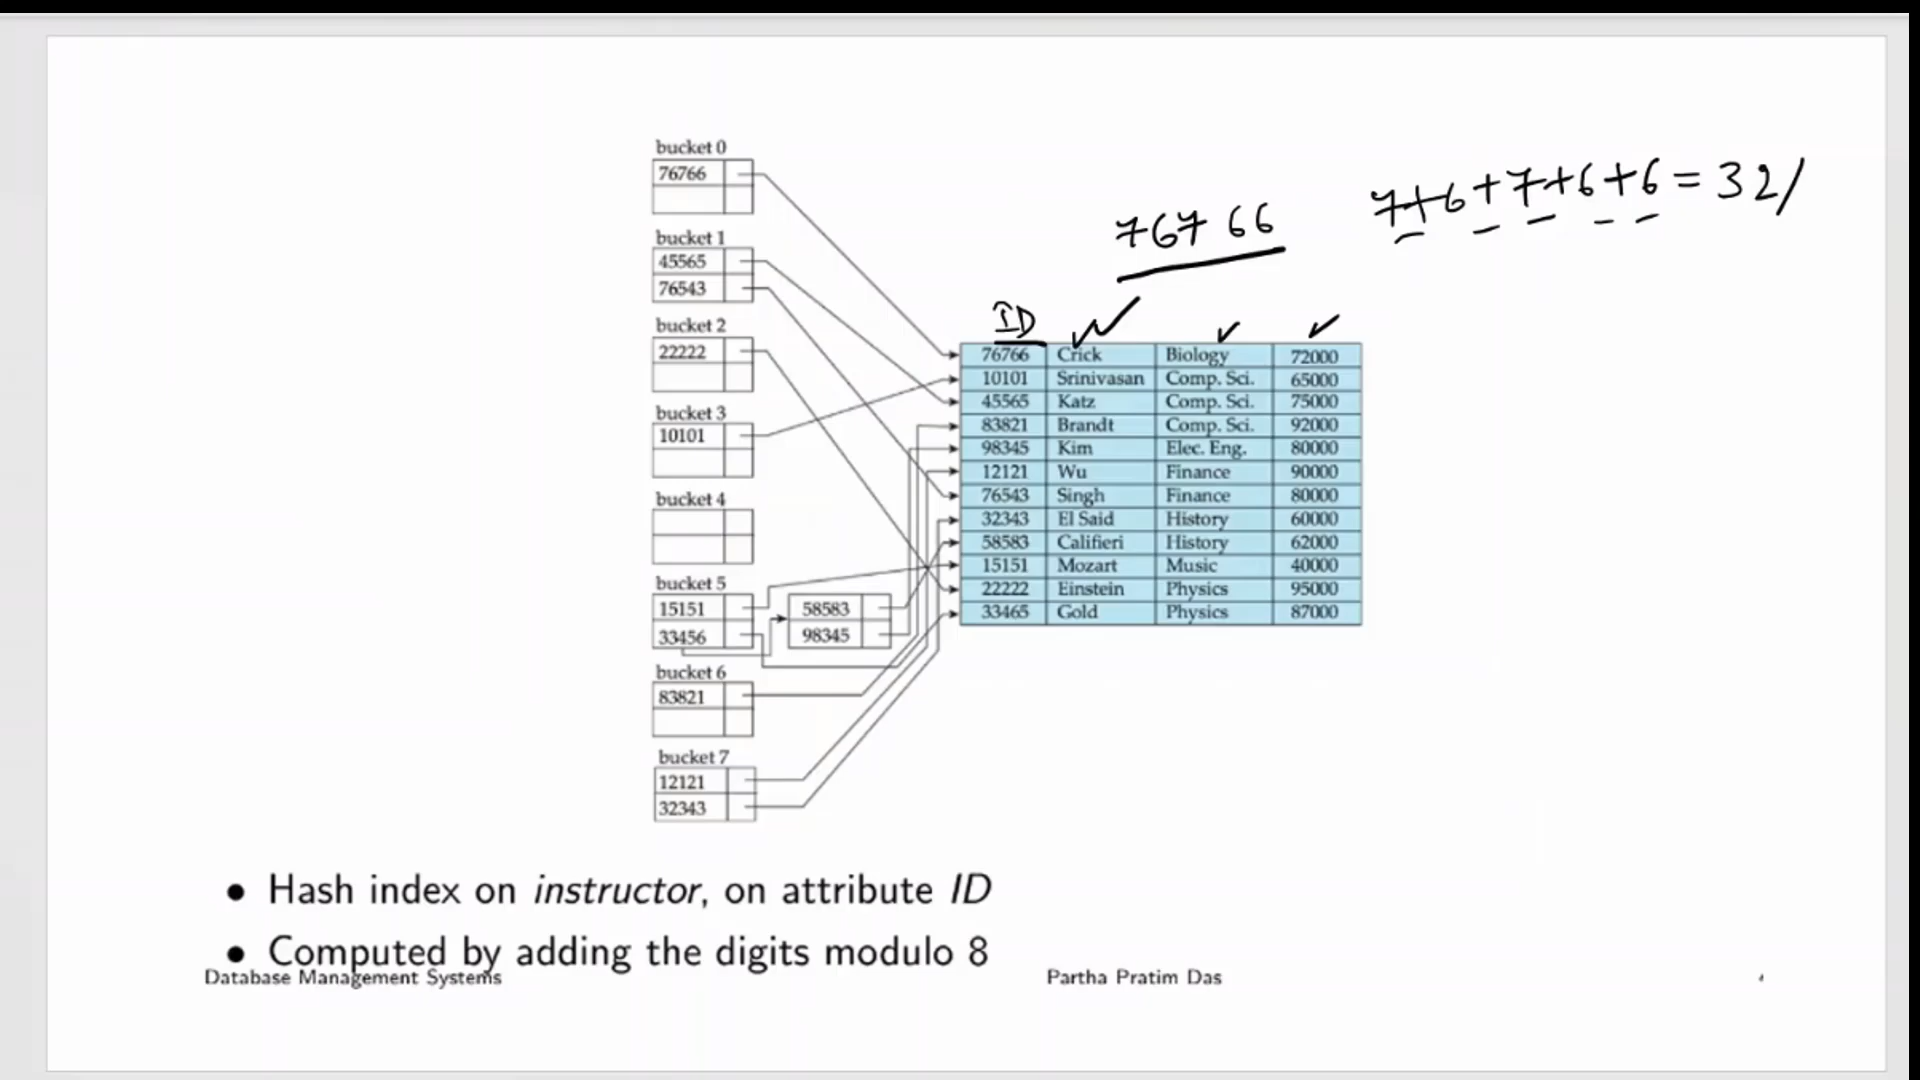 bucket 0
76766
bucket 1
45565
76543
bucket 2
22222
bucket 3
10101
bucket 4
bucket 5
15151
33456
58583
98345
bucket 6
83821
bucket 7
12121
32343
76766
7+6+7+6+6=32/
ID
76766 Crick Biology 72000
10101 Srinivasan Comp. Sci. 65000
45565 Katz Comp. Sci. 75000
83821 Brandt Comp. Sci. 92000
98345 Kim Elec. Eng. 80000
12121 Wu Finance 90000
76543 Singh Finance 80000
32343 El Said History 60000
58583 Califieri History 62000
15151 Mozart Music 40000
22222 Einstein Physics 95000
33465 Gold Physics 87000
• Hash index on instructor, on attribute ID
• Computed by adding the digits modulo 8
Database Management Systems
Partha Pratim Das